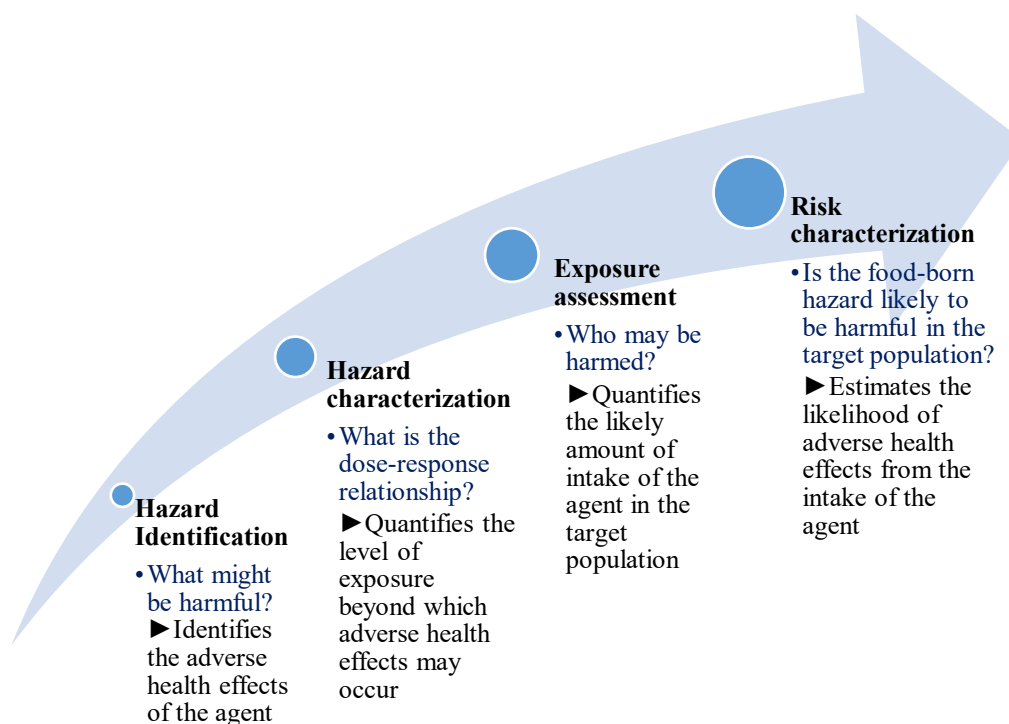 Hazard
Identification
•What might
be harmful?
►Identifies
the adverse
health effects
of the agent
Hazard
characterization
•What is the
dose-response
relationship?
►Quantifies the
level of
exposure
beyond which
adverse health
effects may
occur
Exposure
assessment
•Who may be
harmed?
►Quantifies
the likely
amount of
intake of the
agent in the
target
population
Risk
characterization
•Is the food-born
hazard likely to
be harmful in the
target population?
►Estimates the
likelihood of
adverse health
effects from the
intake of the
agent